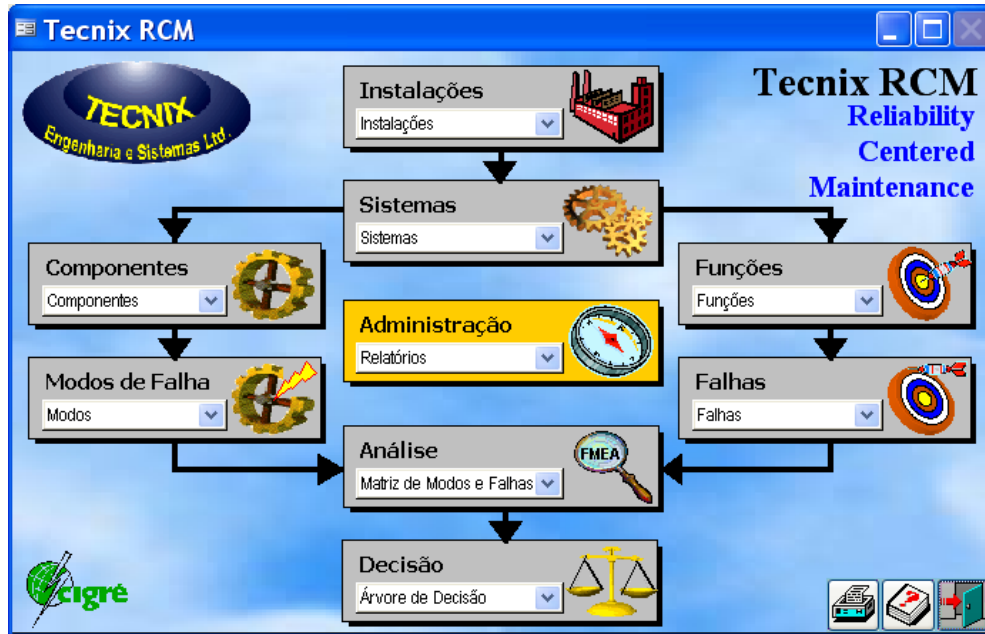 Tecnix RCM
TECNIX
Engenharia e Sistemas Ltd.
Instalações
Instalações
Tecnix RCM
Reliability
Centered
Maintenance
Sistemas
Sistemas
Componentes
Componentes
Funções
Funções
Administração
Relatórios
Modos de Falha
Modos
Falhas
Falhas
Análise
Matriz de Modos e Falhas
FMEA
Decisão
Árvore de Decisão
cigré
?